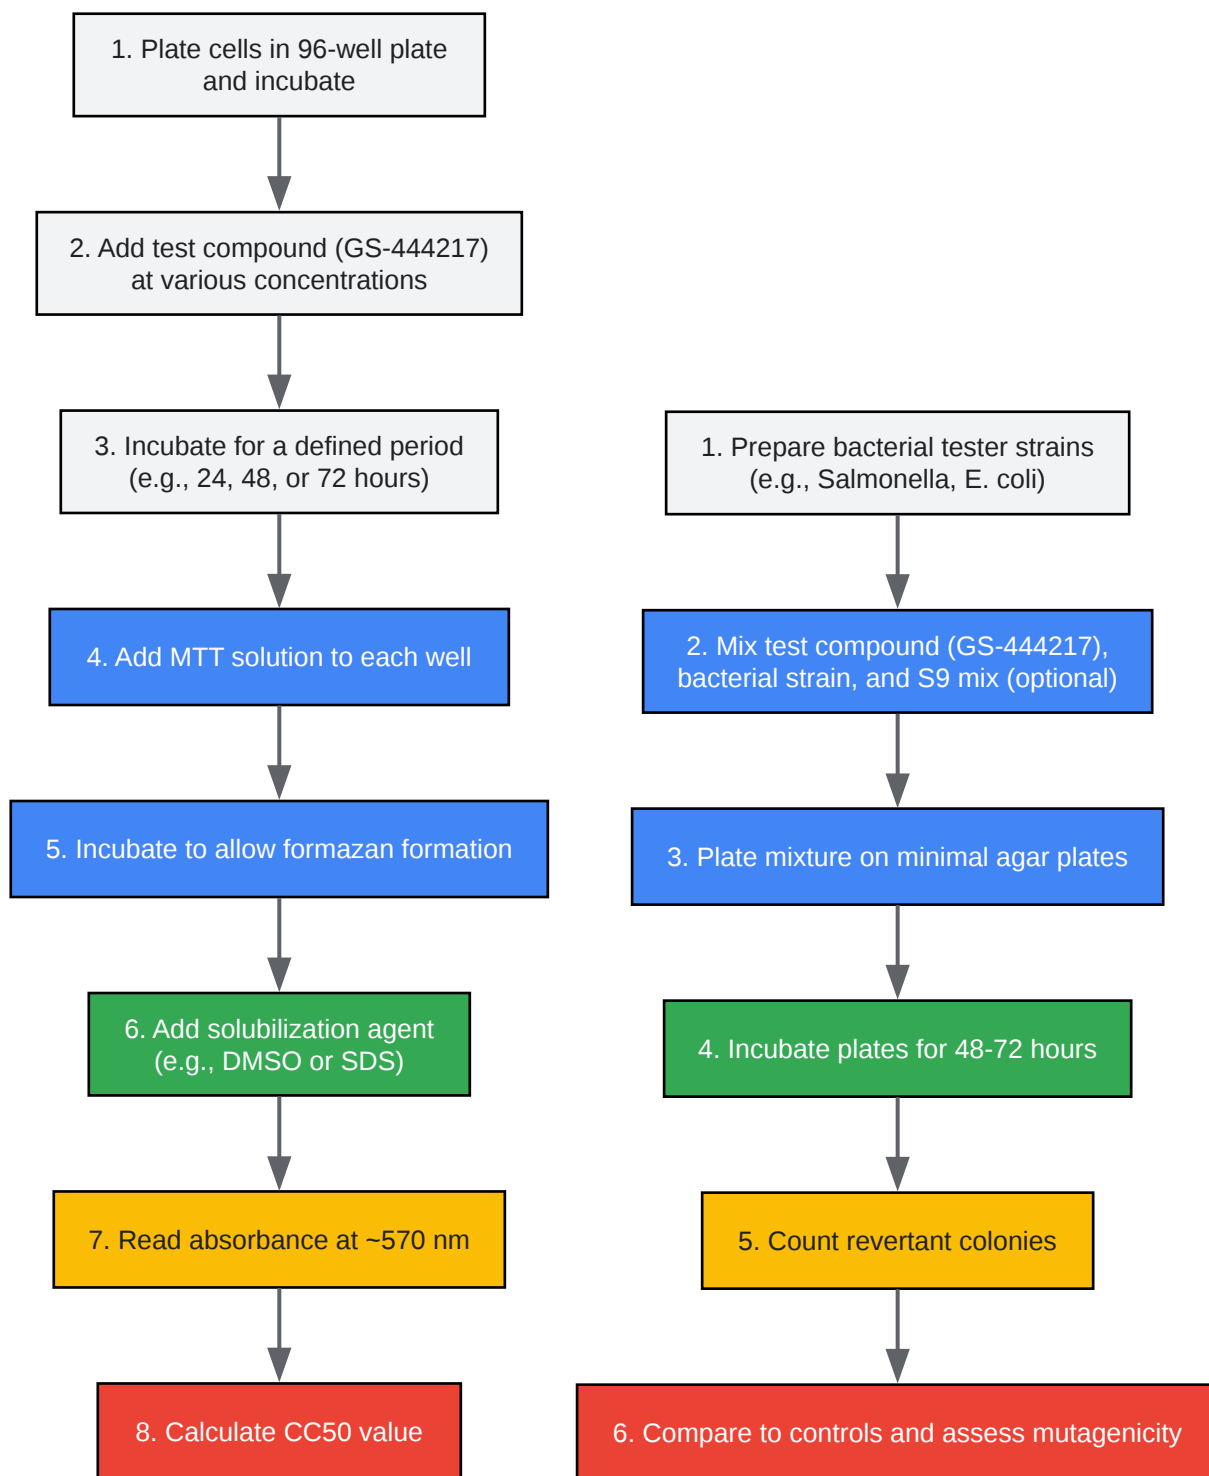 1. Plate cells in 96-well plate
and incubate
2. Add test compound (GS-444217)
at various concentrations
3. Incubate for a defined period
(e.g., 24, 48, or 72 hours)
4. Add MTT solution to each well
5. Incubate to allow formazan formation
6. Add solubilization agent
(e.g., DMSO or SDS)
7. Read absorbance at ~570 nm
8. Calculate CC50 value
1. Prepare bacterial tester strains
(e.g., Salmonella, E. coli)
2. Mix test compound (GS-444217),
bacterial strain, and S9 mix (optional)
3. Plate mixture on minimal agar plates
4. Incubate plates for 48-72 hours
5. Count revertant colonies
6. Compare to controls and assess mutagenicity